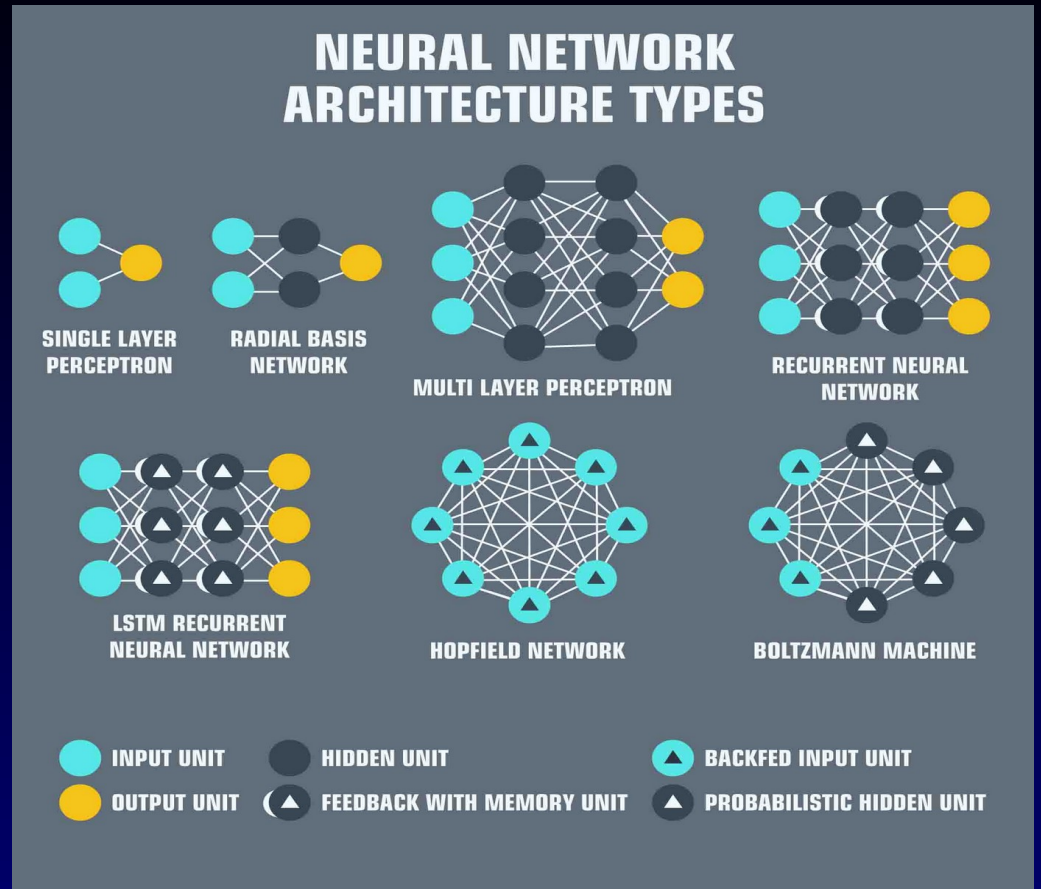 NEURAL NETWORK
ARCHITECTURE TYPES
SINGLE LAYER
PERCEPTRON
RADIAL BASIS
NETWORK
MULTI LAYER PERCEPTRON
RECURRENT NEURAL
NETWORK
LSTM RECURRENT
NEURAL NETWORK
HOPFIELD NETWORK
BOLTZMANN MACHINE
INPUT UNIT
HIDDEN UNIT
BACKFED INPUT UNIT
OUTPUT UNIT
FEEDBACK WITH MEMORY UNIT
PROBABILISTIC HIDDEN UNIT